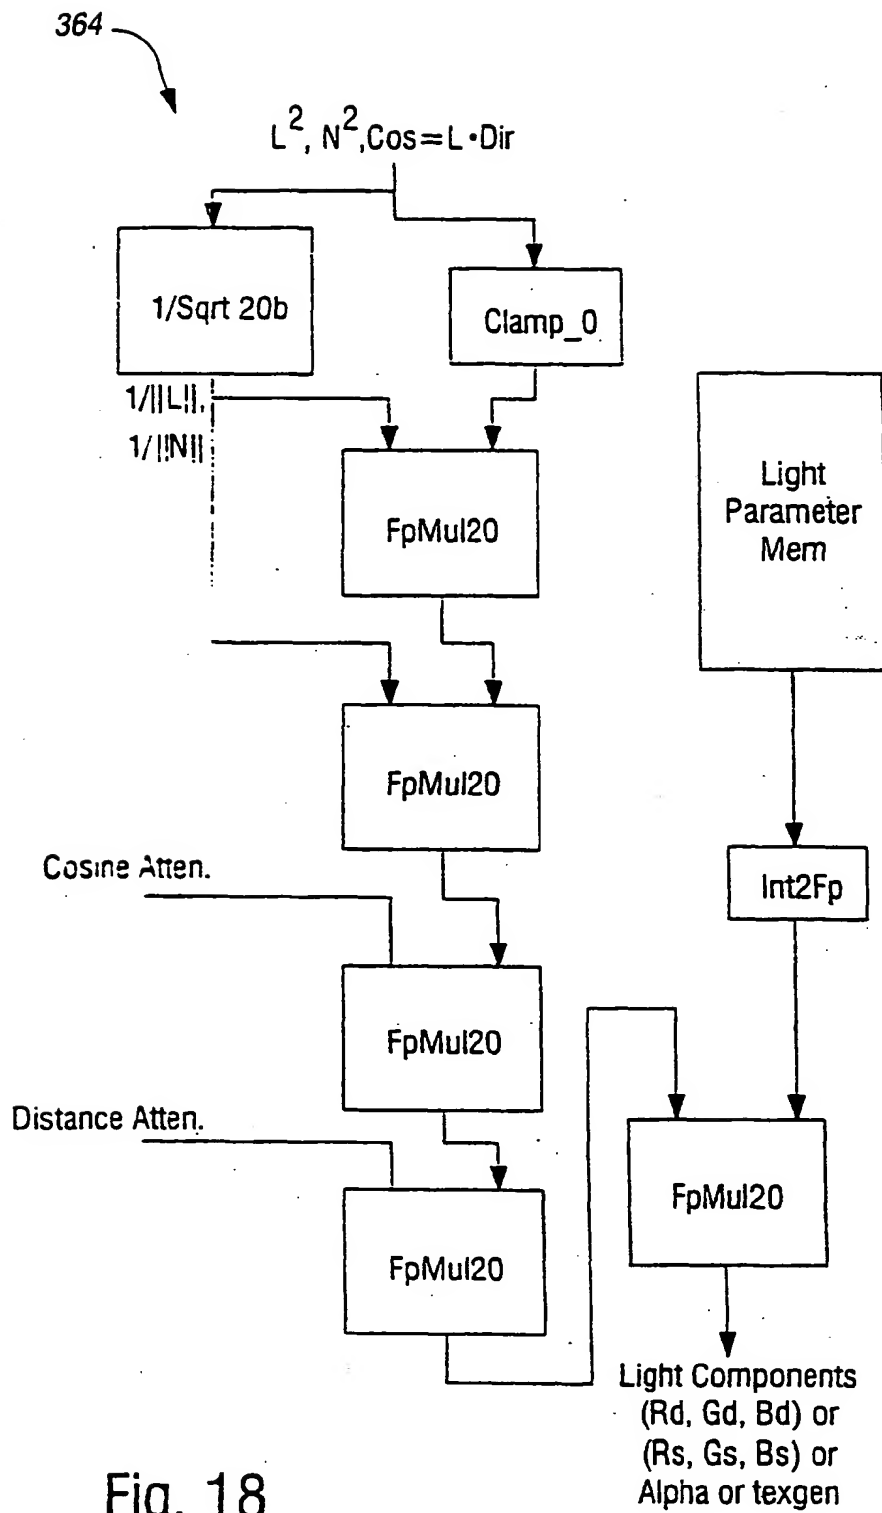 364
L², N²,Cos=L•Dir
1/Sqrt 20b
Clamp_0
1/||L||,
1/||N||
FpMul20
Light
Parameter
Mem
FpMul20
Cosine Atten.
Int2Fp
FpMul20
Distance Atten.
FpMul20
FpMul20
Light Components
(Rd, Gd, Bd) or
(Rs, Gs, Bs) or
Alpha or texgen
Fig. 18